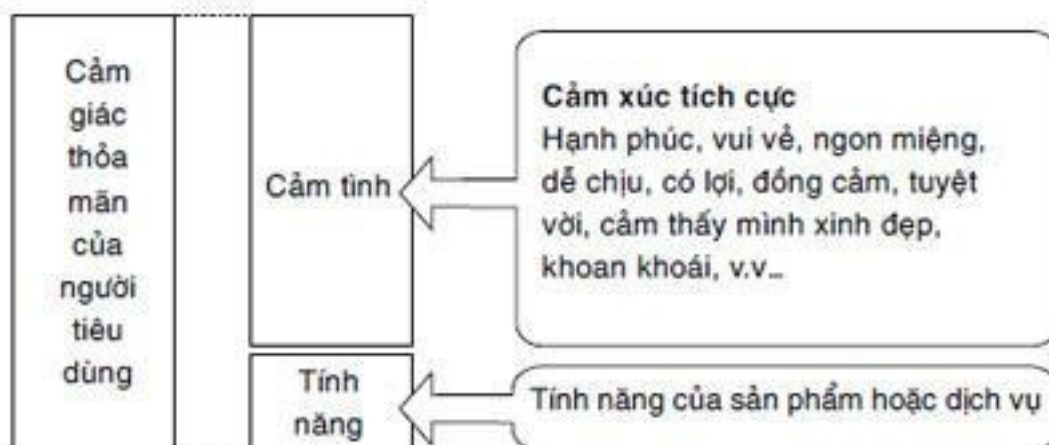 Cảm
giác
thỏa
mãn
của
người
tiêu
dùng
Cảm tình
Cảm xúc tích cực
Hạnh phúc, vui vẻ, ngon miệng,
dễ chịu, có lợi, đồng cảm, tuyệt
vời, cảm thấy mình xinh đẹp,
khoan khoái, v.v...
Tính
năng
Tính năng của sản phẩm hoặc dịch vụ